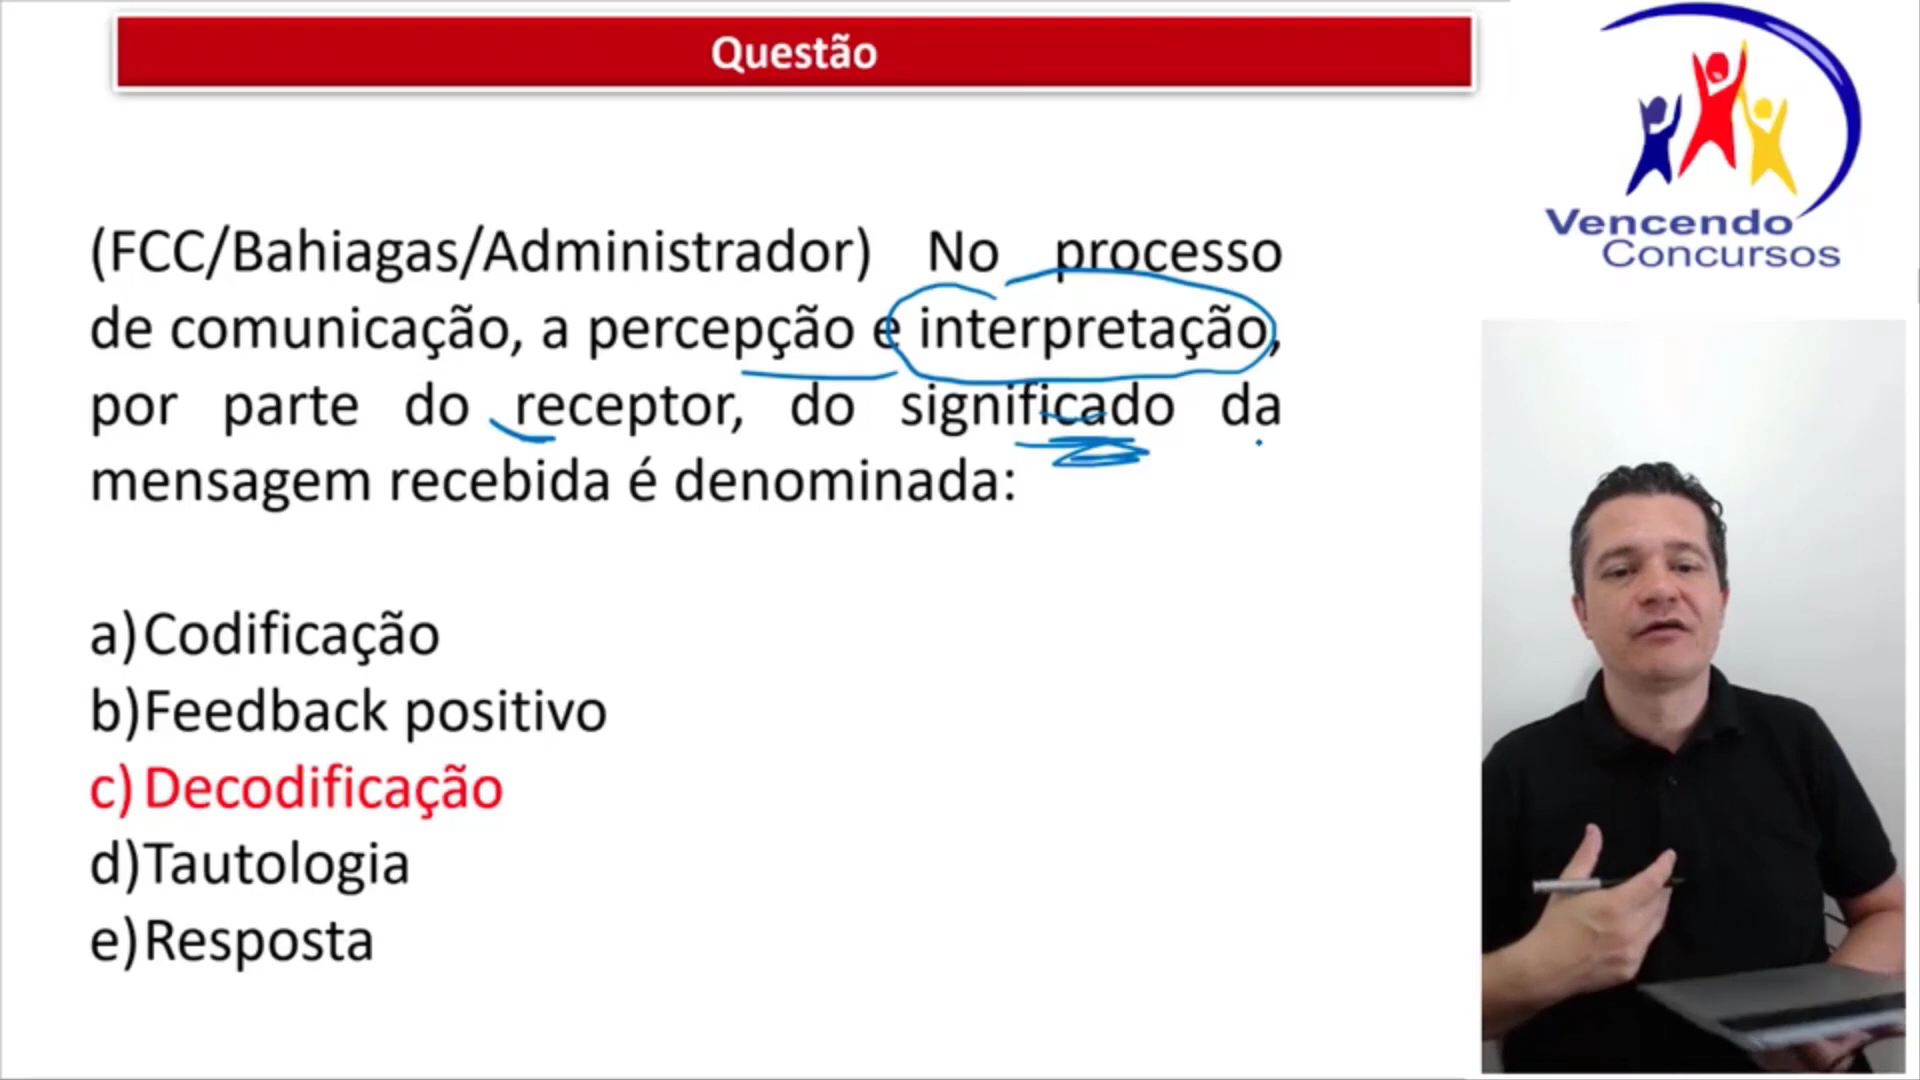 Questão
Vencendo
Concursos
(FCC/Bahiagas/Administrador) No processo
de comunicação, a percepção e interpretação,
por parte do receptor, do significado da
mensagem recebida é denominada:
a) Codificação
b) Feedback positivo
c) Decodificação
d) Tautologia
e) Resposta